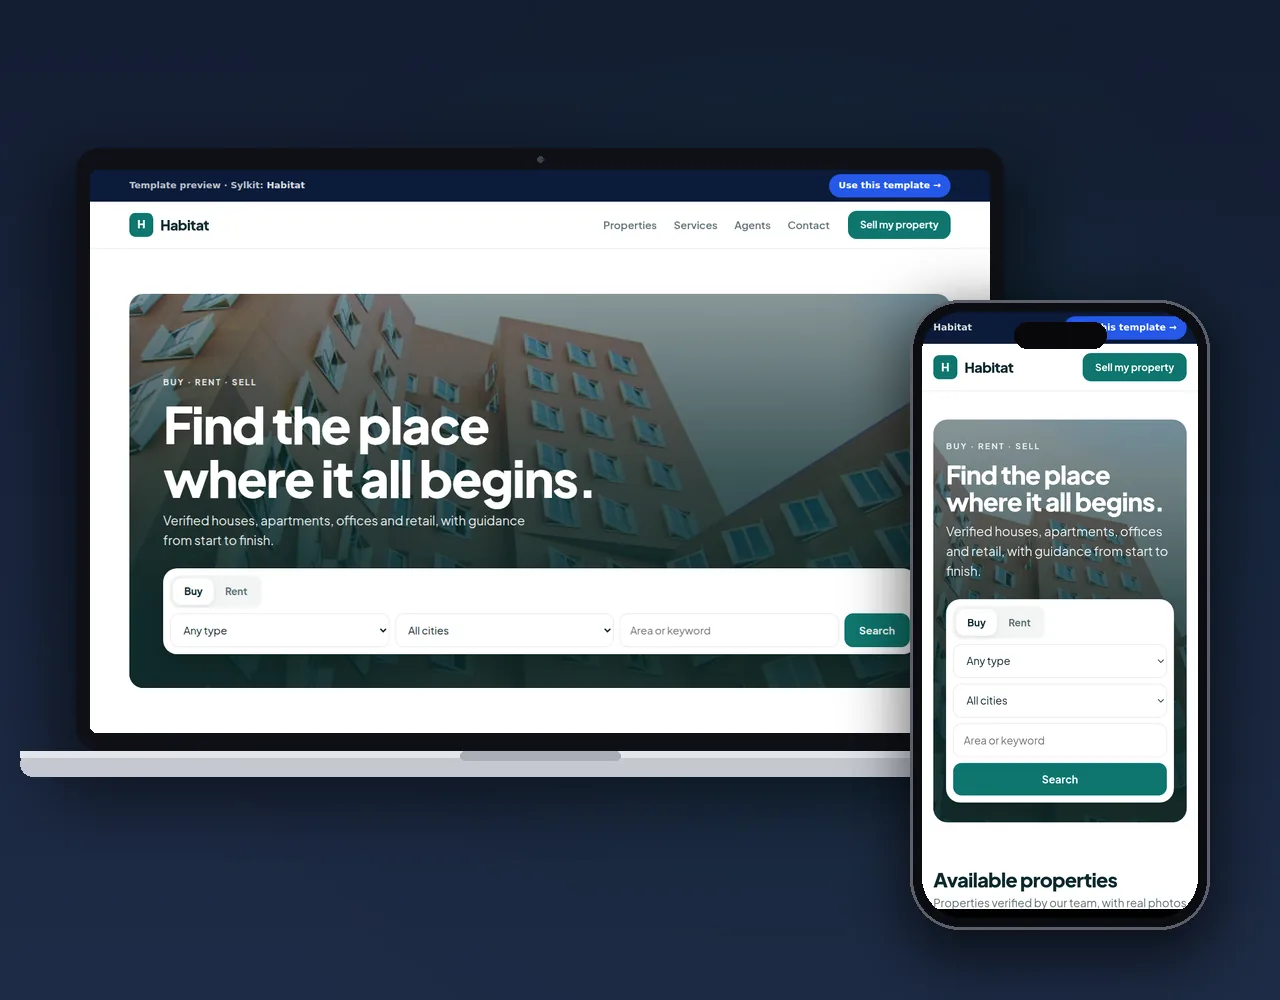 Template preview · Sylkit: Habitat
Use this template →
H Habitat
Properties Services Agents Contact Sell my property
BUY · RENT · SELL
Find the place
where it all begins.
Verified houses, apartments, offices and retail, with guidance
from start to finish.
Buy Rent
Any type All cities Area or keyword Search
Habitat
his template →
H Habitat
Sell my property
BUY · RENT · SELL
Find the place
where it all begins.
Verified houses, apartments, offices
and retail, with guidance from start to
finish.
Buy Rent
Any type
All cities
Area or keyword
Search
Available properties
Properties verified by our team, with real photos